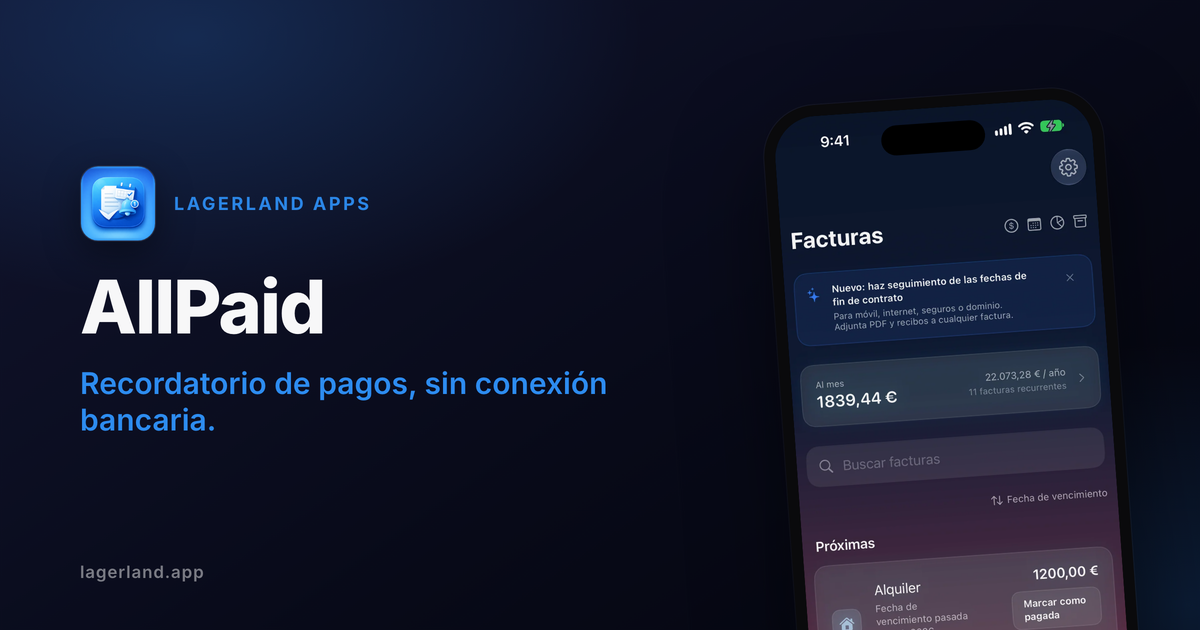 LAGERLAND APPS
AllPaid
Recordatorio de pagos, sin conexión
bancaria.
lagerland.app
9:41
Facturas
Nuevo: haz seguimiento de las fechas de
fin de contrato
Para móvil, internet, seguros o dominio.
Adjunta PDF y recibos a cualquier factura.
Al mes
1839,44 €
22.073,28 € / año
11 facturas recurrentes
Buscar facturas
Fecha de vencimiento
Próximas
Alquiler
1200,00 €
Fecha de
vencimiento pasada
Marcar como
pagada